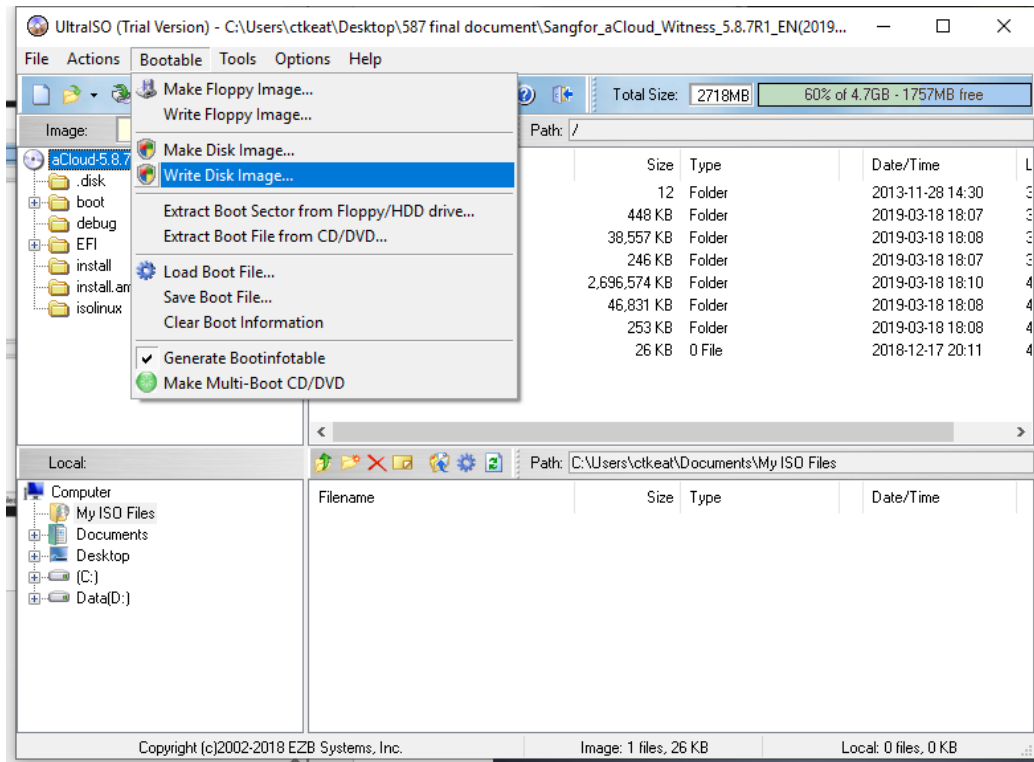 UltraISO (Trial Version) - C:\Users\ctkeat\Desktop\587 final document\Sangfor_aCloud_Witness_5.8.7R1_EN(2019...
File Actions Bootable Tools Options Help
Total Size: 2718MB 60% of 4.7GB - 1757MB free
Make Floppy Image...
Write Floppy Image...
Make Disk Image...
Write Disk Image...
Extract Boot Sector from Floppy/HDD drive...
Extract Boot File from CD/DVD...
Load Boot File...
Save Boot File...
Clear Boot Information
Generate Bootinfotable
Make Multi-Boot CD/DVD
Image: Path: /
aCloud-5.8.7
.disk
boot
debug
EFI
install
install.
isolinux
Size Type Date/Time L
12 Folder 2013-11-28 14:30
448 KB Folder 2019-03-18 18:07
38,557 KB Folder 2019-03-18 18:08
246 KB Folder 2019-03-18 18:07
2,696,574 KB Folder 2019-03-18 18:10
46,831 KB Folder 2019-03-18 18:08
253 KB Folder 2019-03-18 18:08
26 KB 0 File 2018-12-17 20:11
Local: Path: C:\Users\ctkeat\Documents\My ISO Files
Computer
My ISO Files
Documents
Desktop
(C:)
Data(D:)
Filename Size Type Date/Time
Copyright (c)2002-2018 EZB Systems, Inc. Image: 1 files, 26 KB Local: 0 files, 0 KB